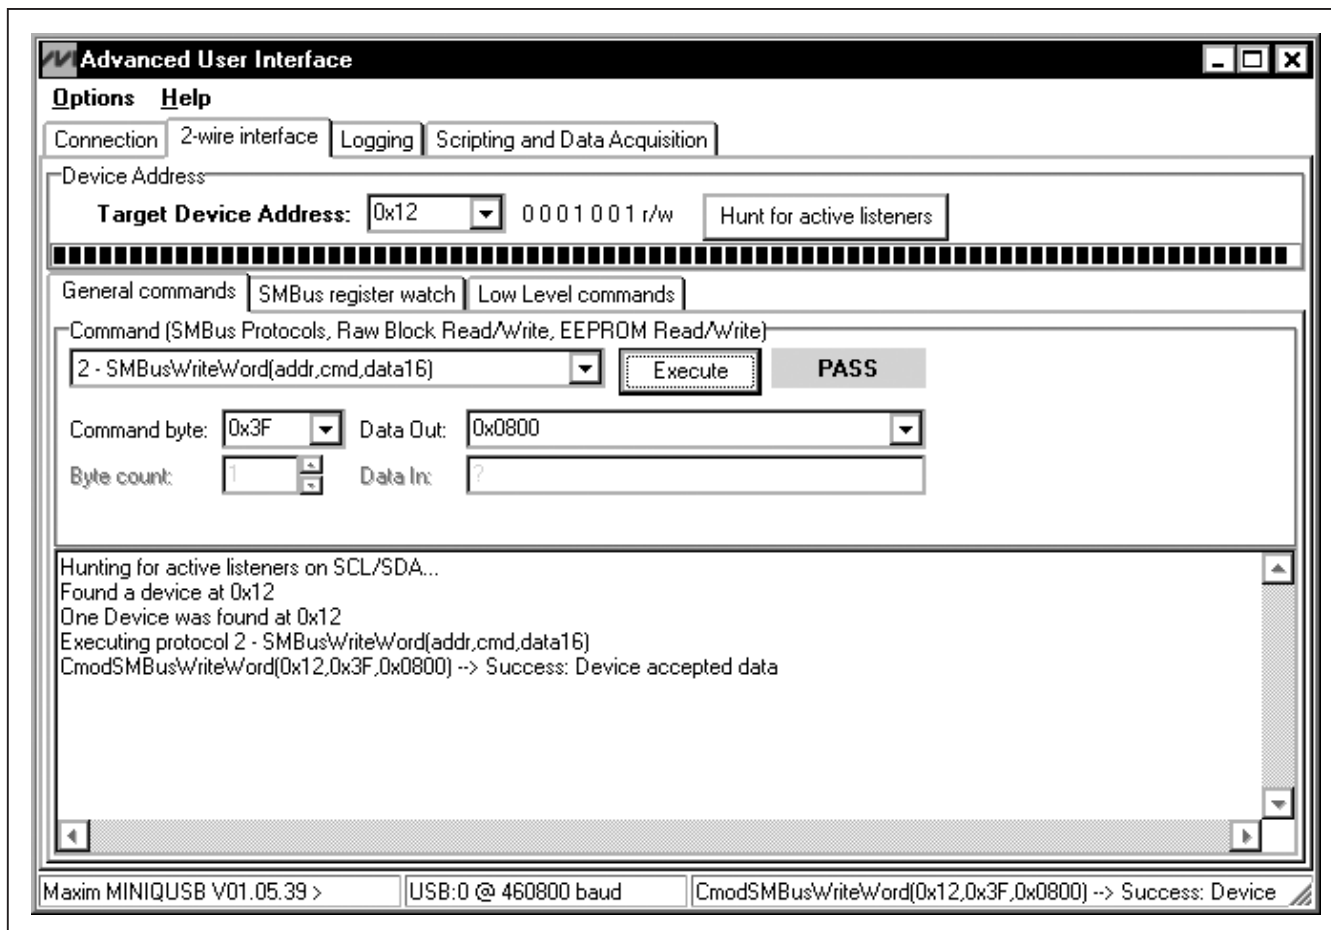 Advanced User Interface
Options Help
Connection 2-wire interface Logging Scripting and Data Acquisition
Device Address
Target Device Address: 0x12 0 0 0 1 0 0 1 r/w Hunt for active listeners
General commands SMBus register watch Low Level commands
Command (SMBus Protocols, Raw Block Read/Write, EEPROM Read/Write)
2 - SMBusWriteWord(addr,cmd,data16) Execute PASS
Command byte: 0x3F Data Out: 0x0800
Byte count: 1 Data In: ?
Hunting for active listeners on SCL/SDA...
Found a device at 0x12
One Device was found at 0x12
Executing protocol 2 - SMBusWriteWord(addr,cmd,data16)
CmodSMBusWriteWord(0x12,0x3F,0x0800) --> Success: Device accepted data
Maxim MINIQUSB V01.05.39 > USB:0 @ 460800 baud CmodSMBusWriteWord(0x12,0x3F,0x0800) --> Success: Device